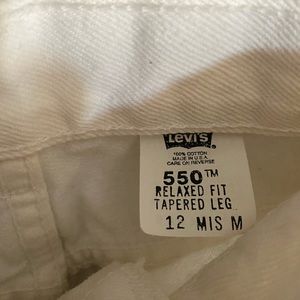 Levi's
100% COTTON
MADE IN U.S.A.
CARE ON REVERSE
550™
RELAXED FIT
TAPERED LEG
12 MIS M